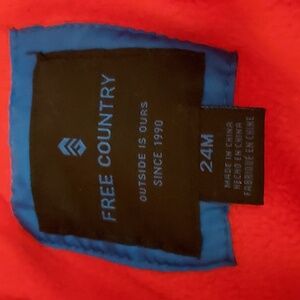 FREE COUNTRY
OUTSIDE IS OURS
SINCE 1990
24M
MADE IN CHINA
HECHO EN CHINA
FABRIQUÉ EN CHINE